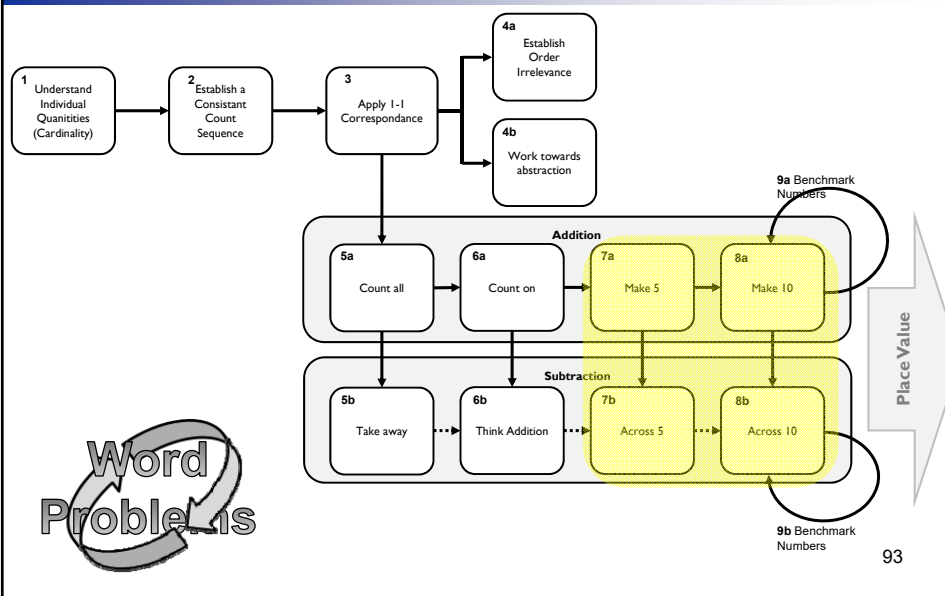 1
Understand
Individual
Quanitities
(Cardinality)
2
Establish a
Consistant
Count
Sequence
3
Apply 1-1
Correspondance
4a
Establish
Order
Irrelevance
4b
Work towards
abstraction
9a Benchmark
Numbers
Addition
5a
Count all
6a
Count on
7a
Make 5
8a
Make 10
Place Value
Subtraction
5b
Take away
6b
Think Addition
7b
Across 5
8b
Across 10
Word
Problems
9b Benchmark
Numbers
93